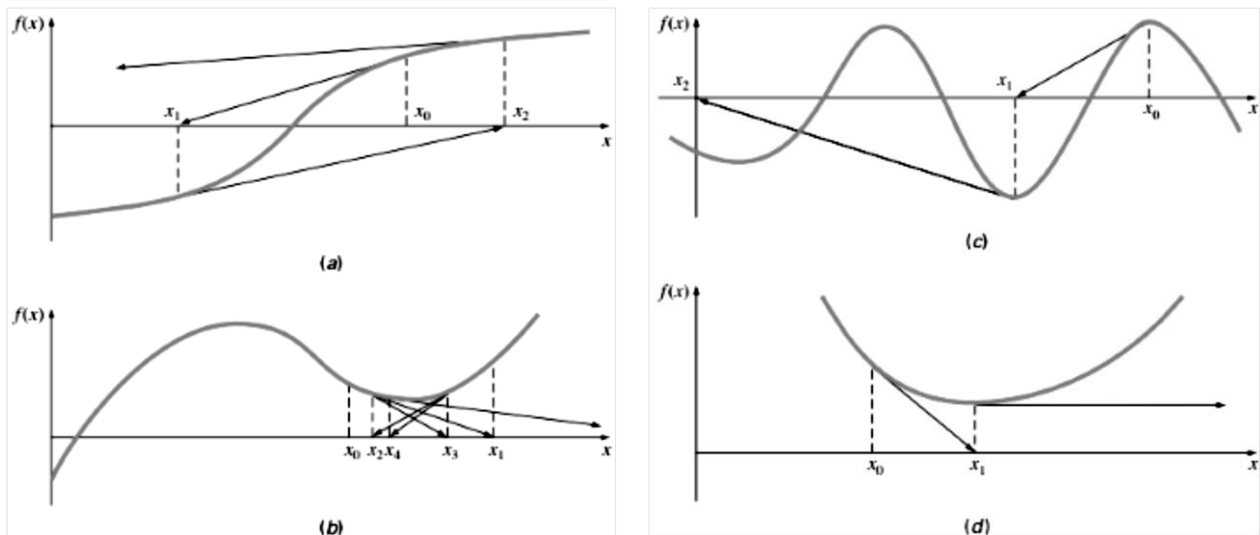 f(x)
x₁
x₀
x₂
x
(a)
f(x)
x₀ x₂ x₄ x₃ x₁ x
(b)
f(x)
x₂
x₁
x₀
x
(c)
f(x)
x₀
x₁
x
(d)